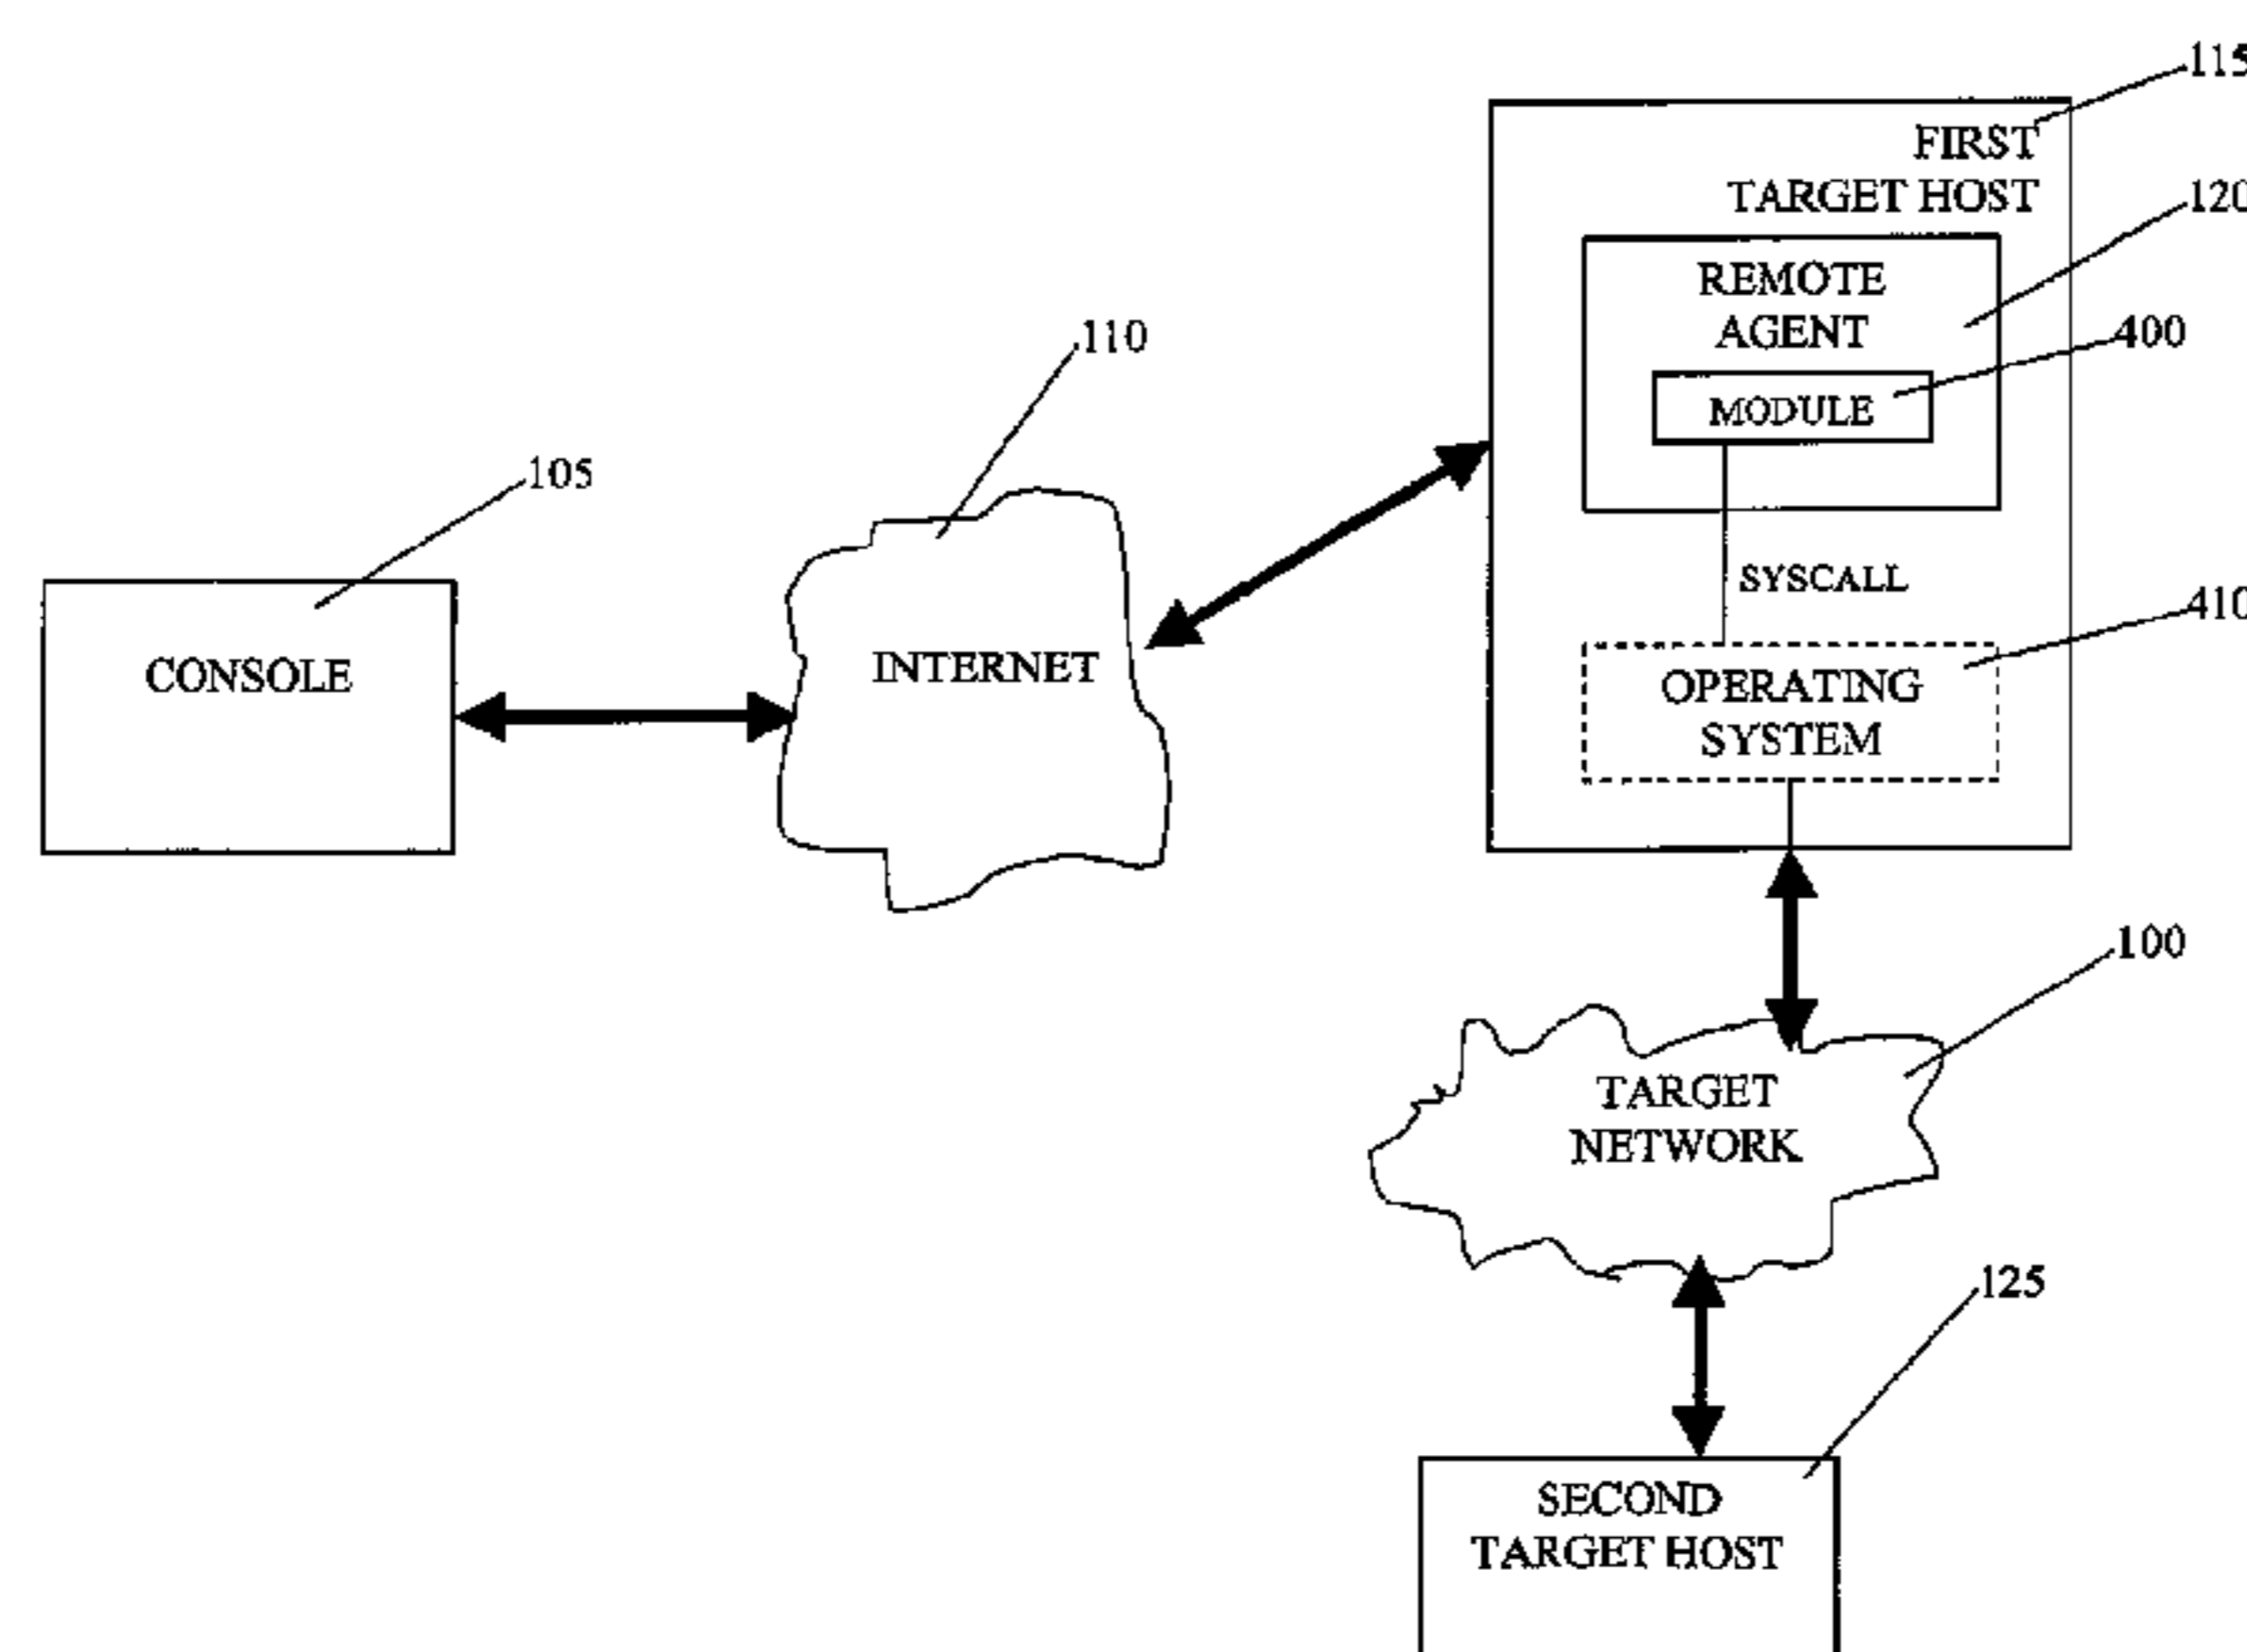 115
FIRST
TARGET HOST
120
REMOTE
AGENT
400
MODULE
110
105
SYSCALL
410
CONSOLE
INTERNET
OPERATING
SYSTEM
100
TARGET
NETWORK
125
SECOND
TARGET HOST